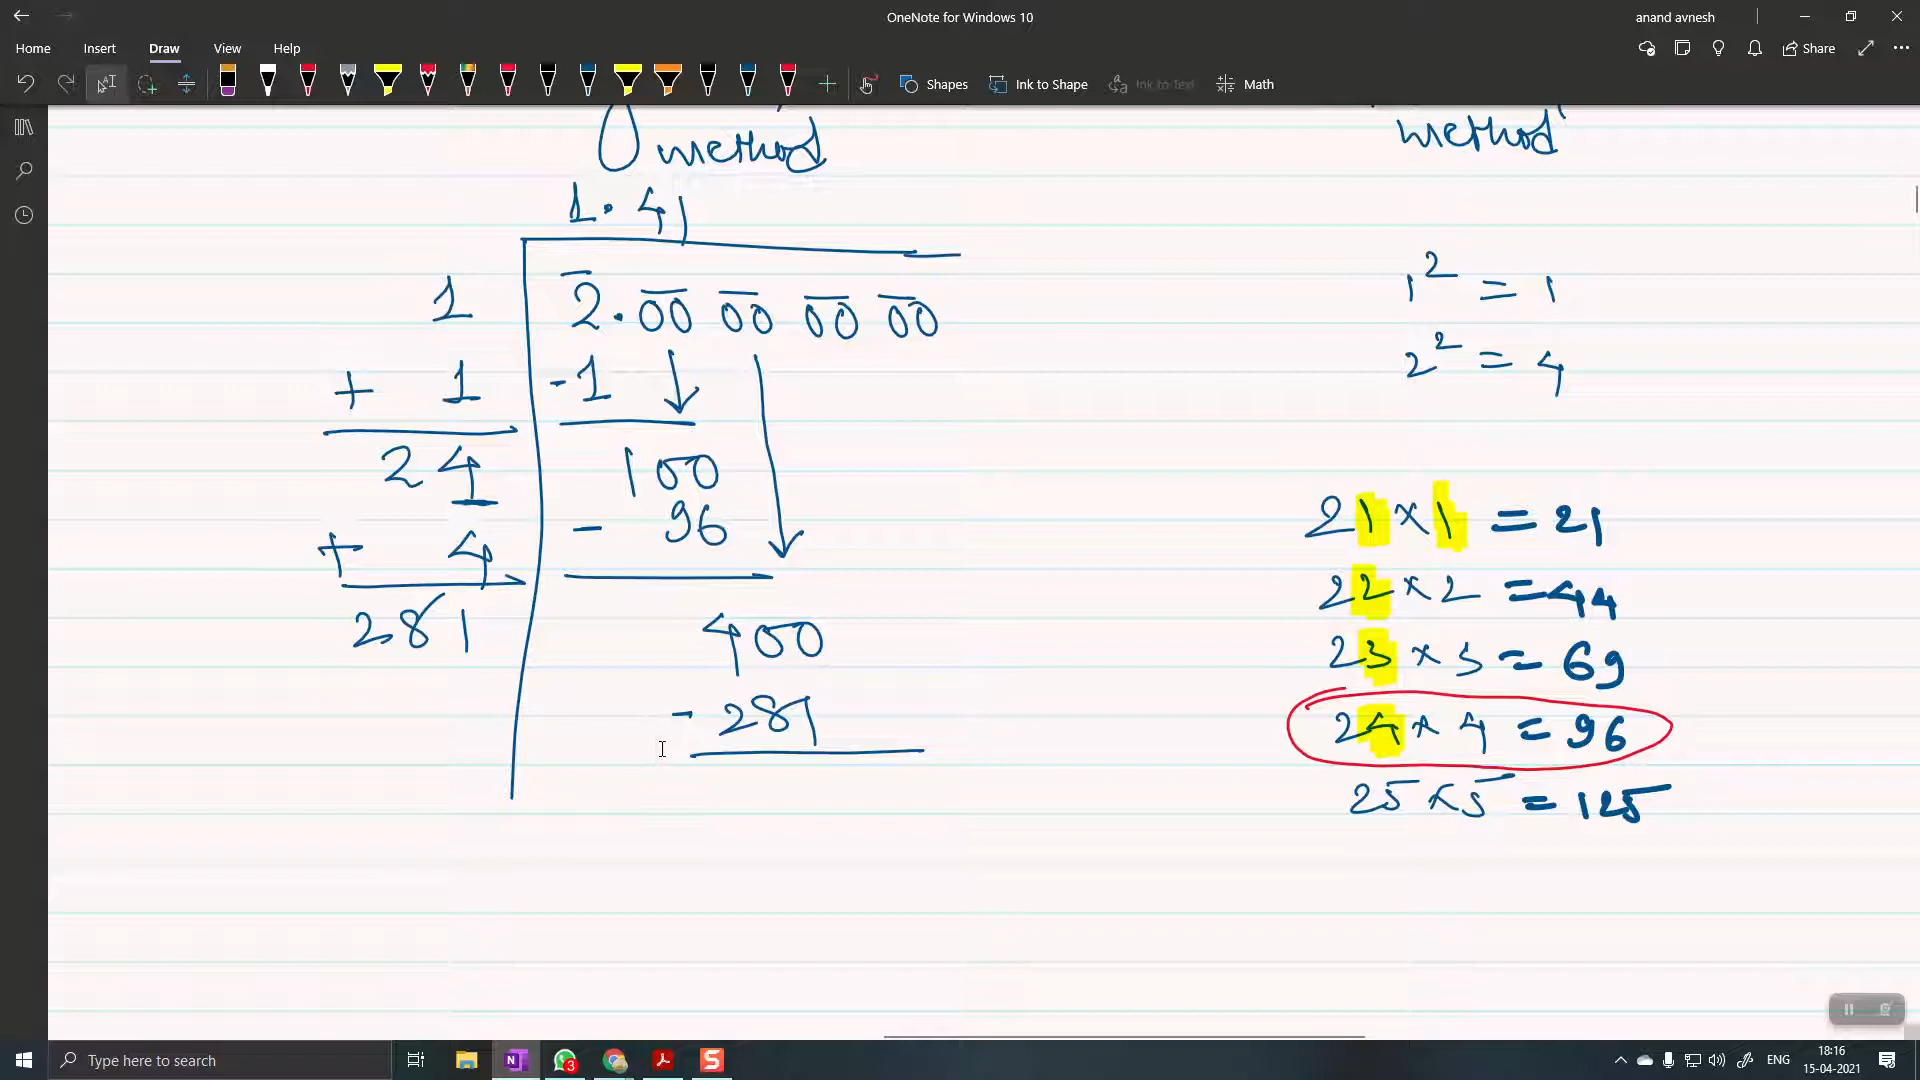 OneNote for Windows 10
anand avnesh
Home Insert Draw View Help
Share
Shapes Ink to Shape Ink to Text Math
method
method
1.41
1
2.00 00 00 00
+ 1
-1
24
100
- 96
+ 4
281
400
- 281
1² = 1
2² = 4
21 × 1 = 21
22 × 2 = 44
23 × 3 = 69
24 × 4 = 96
25 × 5 = 125
Type here to search
3
ENG
18:16
15-04-2021